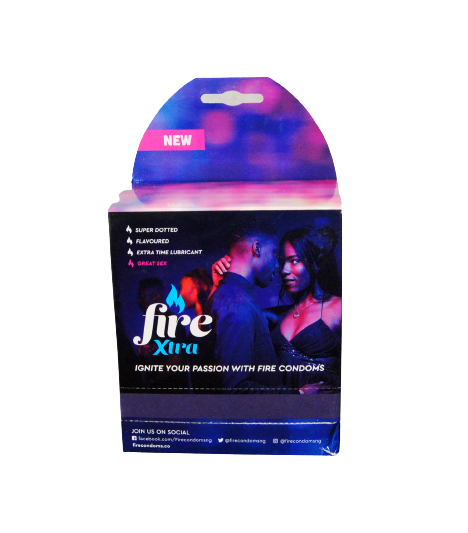 NEW
SUPER DOTTED
FLAVOURED
EXTRA TIME LUBRICANT
GREAT SEX
fire
Xtra
IGNITE YOUR PASSION WITH FIRE CONDOMS
JOIN US ON SOCIAL
facebook.com/Firecondomsng @firecondomsng @firecondomsng
firecondoms.co